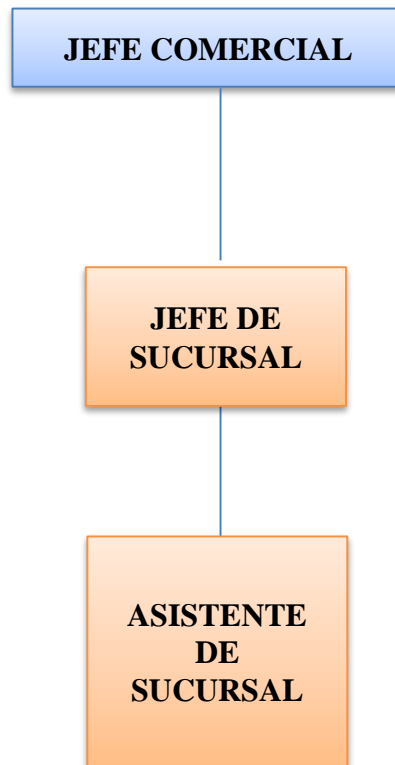 JEFE COMERCIAL
JEFE DE
SUCURSAL
ASISTENTE
DE
SUCURSAL